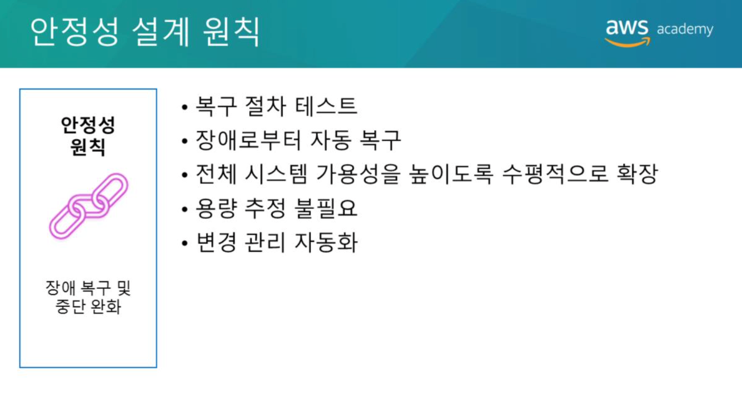 안정성 설계 원칙
aws academy
안정성
원칙
장애 복구 및
중단 완화
• 복구 절차 테스트
• 장애로부터 자동 복구
• 전체 시스템 가용성을 높이도록 수평적으로 확장
• 용량 추정 불필요
• 변경 관리 자동화